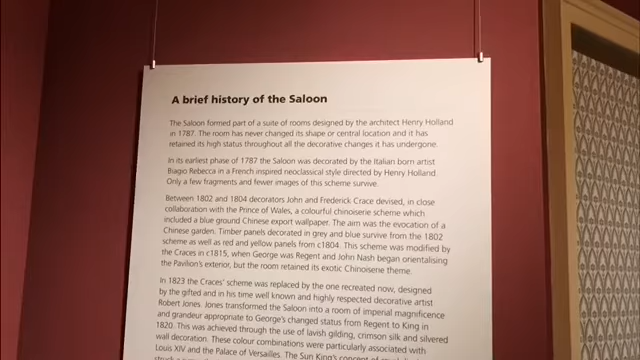 A brief history of the Saloon
The Saloon formed part of a suite of rooms designed by the architect Henry Holland
in 1787. The room has never changed its shape or central location and it has
retained its high status throughout all the decorative changes it has undergone.
In its earliest phase of 1787 the Saloon was decorated by the Italian born artist
Biagio Rebecca in a French inspired neoclassical style directed by Henry Holland.
Only a few fragments and fewer images of this scheme survive.
Between 1802 and 1804 decorators John and Frederick Crace devised, in close
collaboration with the Prince of Wales, a colourful chinoiserie scheme which
included a blue ground Chinese export wallpaper. The aim was the evocation of a
Chinese garden. Timber panels decorated in grey and blue survive from the 1802
scheme as well as red and yellow panels from c1804. This scheme was modified by
the Craces in c1815, when George was Regent and John Nash began orientalising
the Pavilion's exterior, but the room retained its exotic Chinoiserie theme.
In 1823 the Craces' scheme was replaced by the one recreated now, designed
by the gifted and in his time well known and highly respected decorative artist
Robert Jones. Jones transformed the Saloon into a room of imperial magnificence
and grandeur appropriate to George's changed status from Regent to King in
1820. This was achieved through the use of lavish gilding, crimson silk and silvered
wall decoration. These colour combinations were particularly associated with
Louis XIV and the Palace of Versailles. The Sun King's concept of